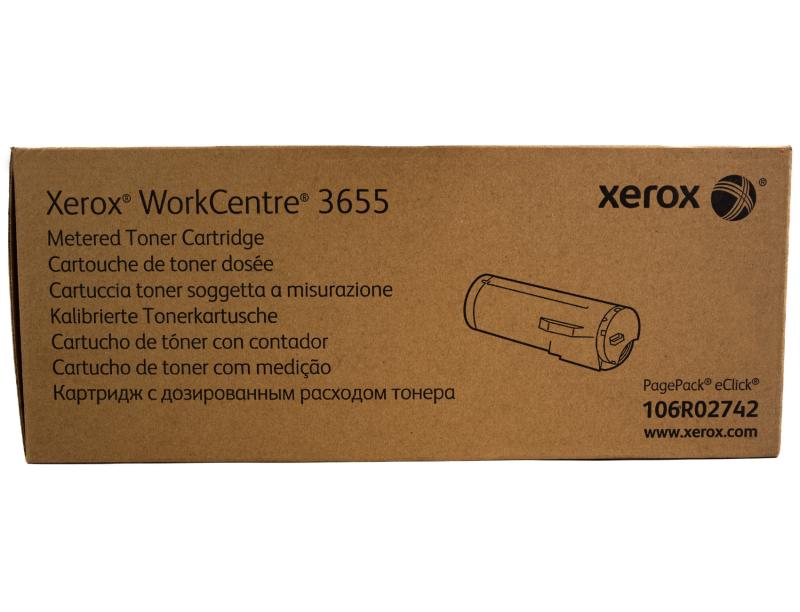 Xerox® WorkCentre® 3655
Metered Toner Cartridge
Cartouche de toner dosée
Cartuccia toner soggetta a misurazione
Kalibrierte Tonerkartusche
Cartucho de tóner con contador
Cartucho de toner com medição
Картридж с дозированным расходом тонера
xerox ®
PagePack® eClick®
106R02742
www.xerox.com